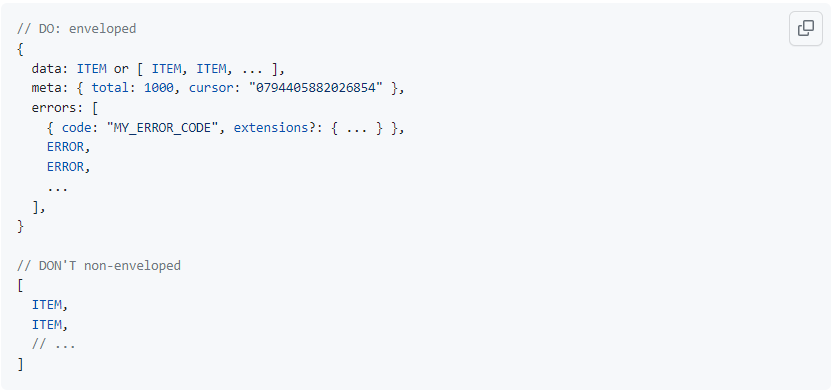 // DO: enveloped
{
  data: ITEM or [ ITEM, ITEM, ... ],
  meta: { total: 1000, cursor: "0794405882026854" },
  errors: [
    { code: "MY_ERROR_CODE", extensions?: { ... } },
    ERROR,
    ERROR,
    ...
  ],
}

// DON'T non-enveloped
[
  ITEM,
  ITEM,
  // ...
]